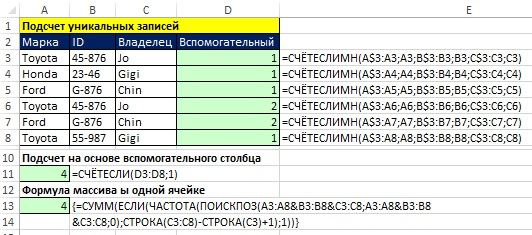 A B C D E
1 Подсчет уникальных записей
2 Марка ID Владелец Вспомогательный
3 Toyota 45-876 Jo 1 =СЧЁТЕСЛИМН(A$3:A3;A3;B$3:B3;B3;C$3:C3;C3)
4 Honda 23-46 Gigi 1 =СЧЁТЕСЛИМН(A$3:A4;A4;B$3:B4;B4;C$3:C4;C4)
5 Ford G-876 Chin 1 =СЧЁТЕСЛИМН(A$3:A5;A5;B$3:B5;B5;C$3:C5;C5)
6 Toyota 45-876 Jo 2 =СЧЁТЕСЛИМН(A$3:A6;A6;B$3:B6;B6;C$3:C6;C6)
7 Ford G-876 Chin 2 =СЧЁТЕСЛИМН(A$3:A7;A7;B$3:B7;B7;C$3:C7;C7)
8 Toyota 55-987 Gigi 1 =СЧЁТЕСЛИМН(A$3:A8;A8;B$3:B8;B8;C$3:C8;C8)
10 Подсчет на основе вспомогательного столбца
11 4 =СЧЁТЕСЛИ(D3:D8;1)
12 Формула массива ы одной ячейке
13 4 {=СУММ(ЕСЛИ(ЧАСТОТА(ПОИСКПОЗ(A3:A8&B3:B8&C3:C8;A3:A8&B3:B8
14 &C3:C8;0);СТРОКА(C3:C8)-СТРОКА(C3)+1);1))}